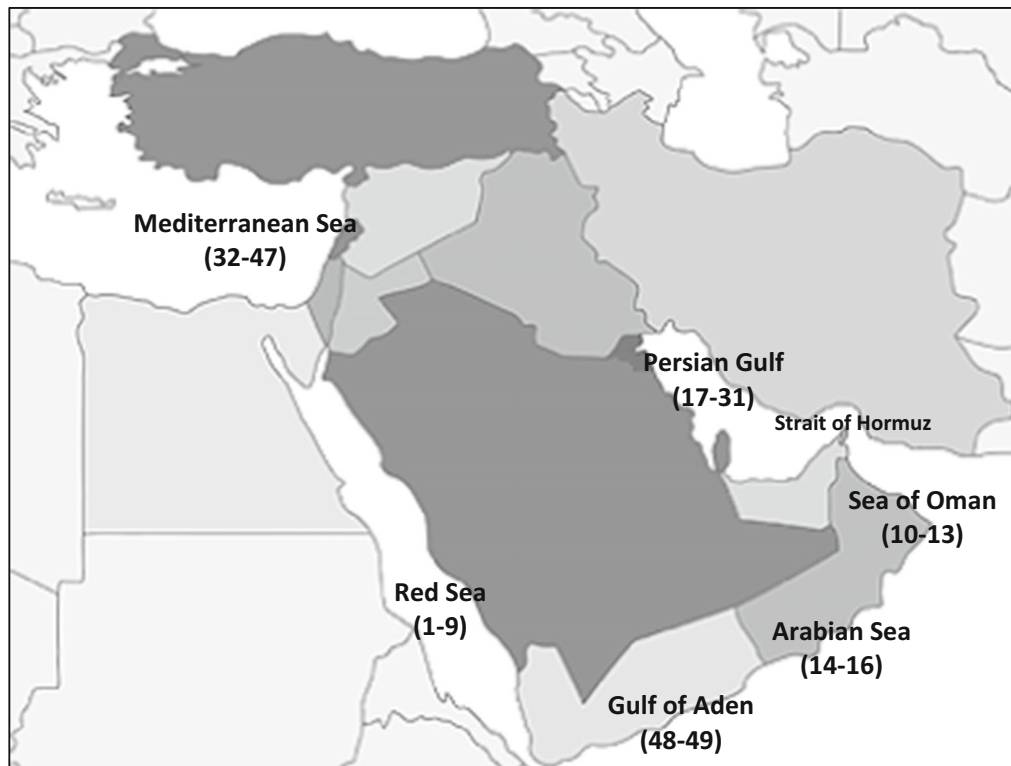 Mediterranean Sea
(32-47)
Persian Gulf
(17-31)
Strait of Hormuz
Sea of Oman
(10-13)
Red Sea
(1-9)
Arabian Sea
(14-16)
Gulf of Aden
(48-49)